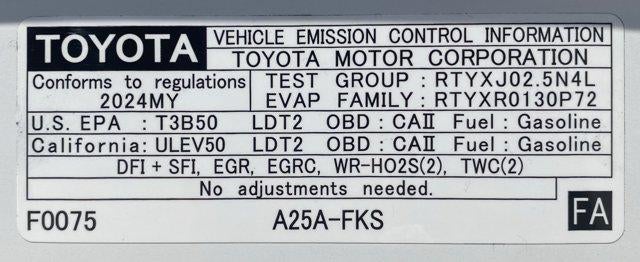 TOYOTA VEHICLE EMISSION CONTROL INFORMATION
TOYOTA MOTOR CORPORATION
Conforms to regulations TEST GROUP : RTYXJ02.5N4L
2024MY EVAP FAMILY : RTYXR0130P72
U.S. EPA : T3B50 LDT2 OBD : CAII Fuel : Gasoline
California: ULEV50 LDT2 OBD : CAII Fuel : Gasoline
DFI + SFI, EGR, EGRC, WR-HO2S(2), TWC(2)
No adjustments needed.
F0075 A25A-FKS FA